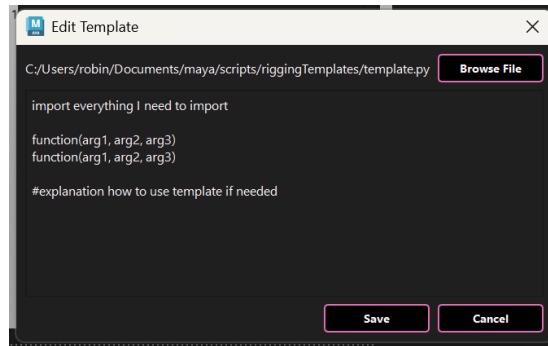 1
M
Edit Template
C:/Users/robin/Documents/maya/scripts/riggingTemplates/template.py
Browse File
import everything I need to import
function(arg1, arg2, arg3)
function(arg1, arg2, arg3)
#explanation how to use template if needed
Save
Cancel